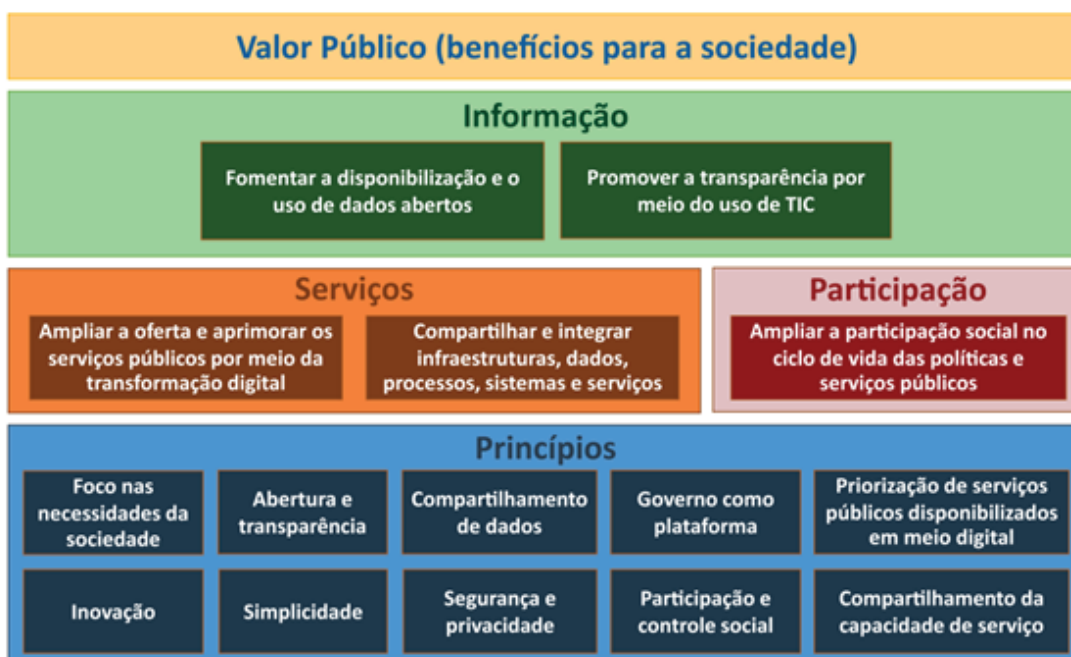 Valor Público (benefícios para a sociedade)
Informação
Fomentar a disponibilização e o
uso de dados abertos
Promover a transparência por
meio do uso de TIC
Serviços
Ampliar a oferta e aprimorar os
serviços públicos por meio da
transformação digital
Compartilhar e integrar
infraestruturas, dados,
processos, sistemas e serviços
Participação
Ampliar a participação social no
ciclo de vida das políticas e
serviços públicos
Princípios
Foco nas
necessidades da
sociedade
Abertura e
transparência
Compartilhamento
de dados
Governo como
plataforma
Priorização de serviços
públicos disponibilizados
em meio digital
Inovação
Simplicidade
Segurança e
privacidade
Participação e
controle social
Compartilhamento da
capacidade de serviço